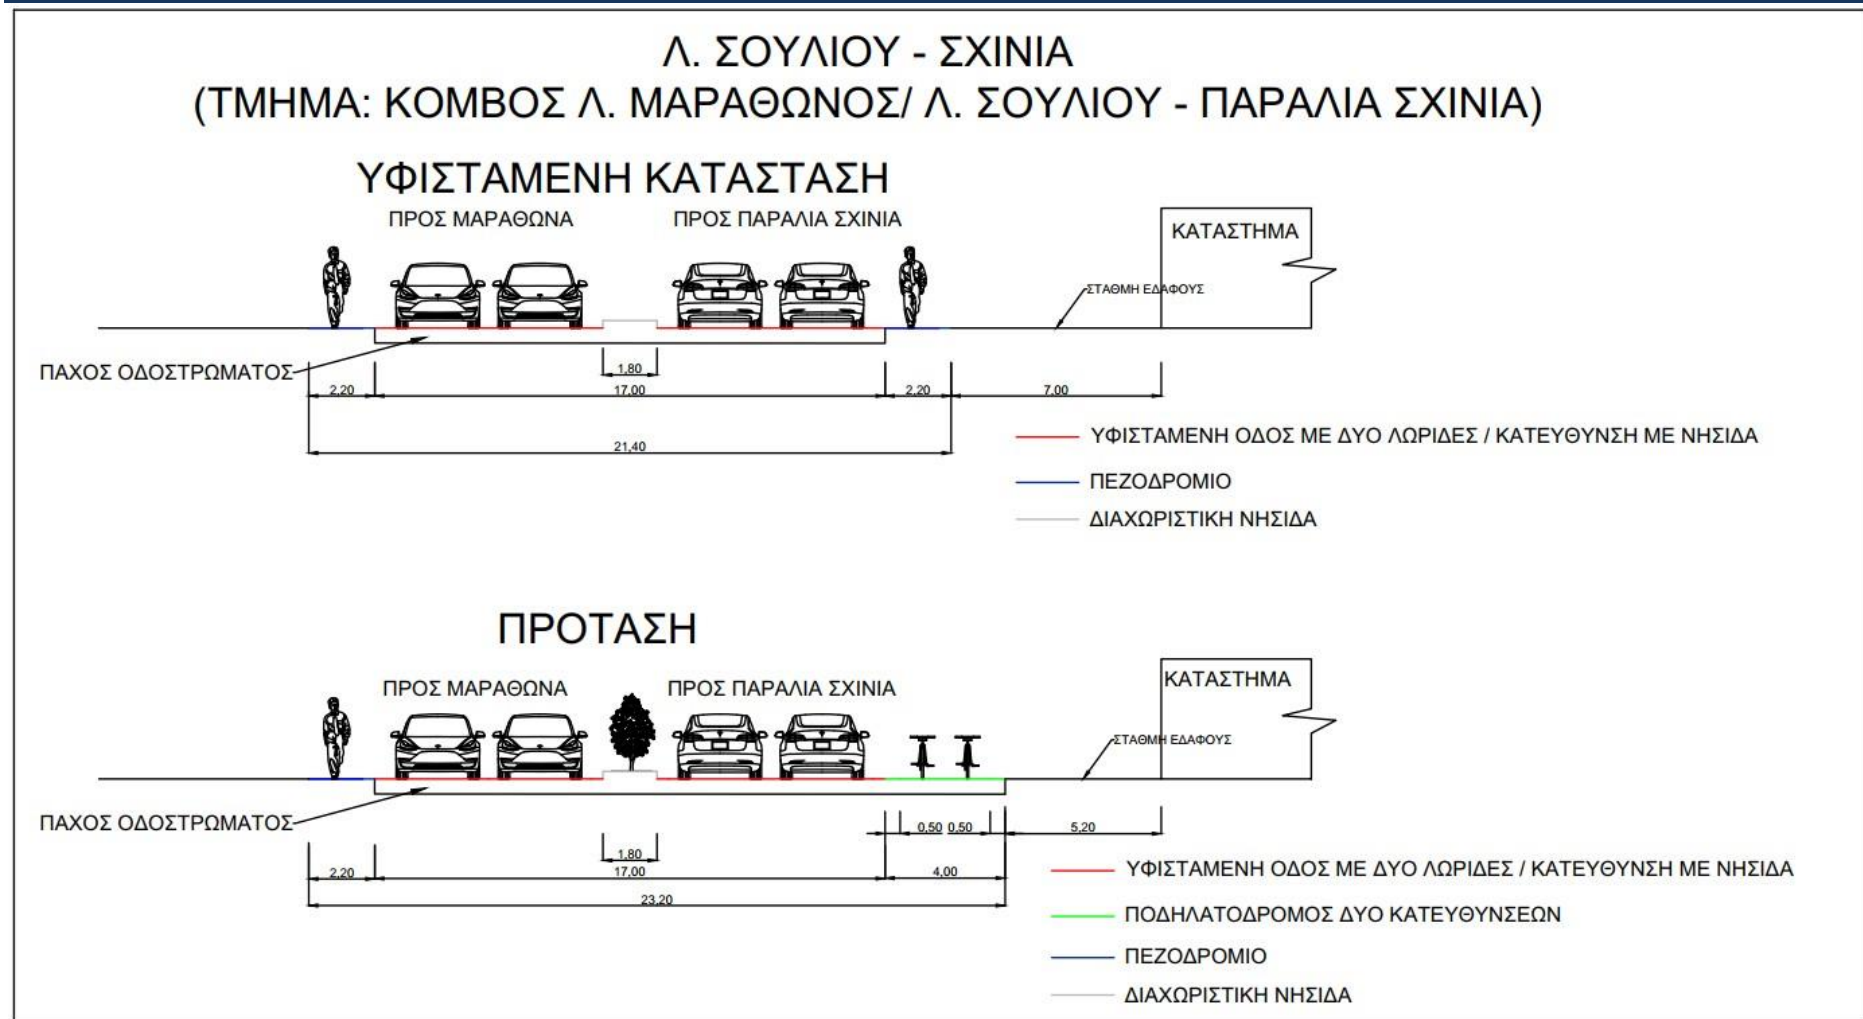 Λ. ΣΟΥΛΙΟΥ - ΣΧΙΝΙΑ
(ΤΜΗΜΑ: ΚΟΜΒΟΣ Λ. ΜΑΡΑΘΩΝΟΣ/ Λ. ΣΟΥΛΙΟΥ - ΠΑΡΑΛΙΑ ΣΧΙΝΙΑ)
ΥΦΙΣΤΑΜΕΝΗ ΚΑΤΑΣΤΑΣΗ
ΠΡΟΣ ΜΑΡΑΘΩΝΑ ΠΡΟΣ ΠΑΡΑΛΙΑ ΣΧΙΝΙΑ
ΚΑΤΑΣΤΗΜΑ
ΣΤΑΘΜΗ ΕΔΑΦΟΥΣ
ΠΑΧΟΣ ΟΔΟΣΤΡΩΜΑΤΟΣ
1,80
2,20 17,00 2,20 7,00
21,40
ΥΦΙΣΤΑΜΕΝΗ ΟΔΟΣ ΜΕ ΔΥΟ ΛΩΡΙΔΕΣ / ΚΑΤΕΥΘΥΝΣΗ ΜΕ ΝΗΣΙΔΑ
ΠΕΖΟΔΡΟΜΙΟ
ΔΙΑΧΩΡΙΣΤΙΚΗ ΝΗΣΙΔΑ
ΠΡΟΤΑΣΗ
ΠΡΟΣ ΜΑΡΑΘΩΝΑ ΠΡΟΣ ΠΑΡΑΛΙΑ ΣΧΙΝΙΑ
ΚΑΤΑΣΤΗΜΑ
ΣΤΑΘΜΗ ΕΔΑΦΟΥΣ
ΠΑΧΟΣ ΟΔΟΣΤΡΩΜΑΤΟΣ
0,50 0,50 5,20
1,80
2,20 17,00 4,00
23,20
ΥΦΙΣΤΑΜΕΝΗ ΟΔΟΣ ΜΕ ΔΥΟ ΛΩΡΙΔΕΣ / ΚΑΤΕΥΘΥΝΣΗ ΜΕ ΝΗΣΙΔΑ
ΠΟΔΗΛΑΤΟΔΡΟΜΟΣ ΔΥΟ ΚΑΤΕΥΘΥΝΣΕΩΝ
ΠΕΖΟΔΡΟΜΙΟ
ΔΙΑΧΩΡΙΣΤΙΚΗ ΝΗΣΙΔΑ